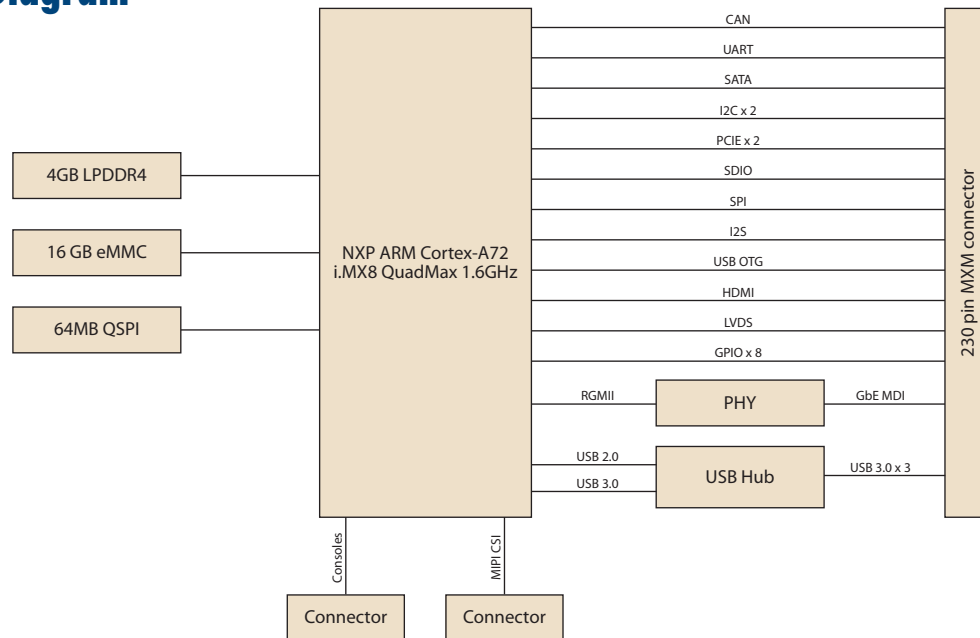 CAN
UART
SATA
I2C x 2
PCIE x 2
SDIO
SPI
I2S
USB OTG
HDMI
LVDS
GPIO x 8
4GB LPDDR4
16 GB eMMC
64MB QSPI
NXP ARM Cortex-A72
i.MX8 QuadMax 1.6GHz
230 pin MXM connector
RGMII
PHY
GbE MDI
USB 2.0
USB 3.0
USB Hub
USB 3.0 x 3
Consoles
MIPI CSI
Connector
Connector